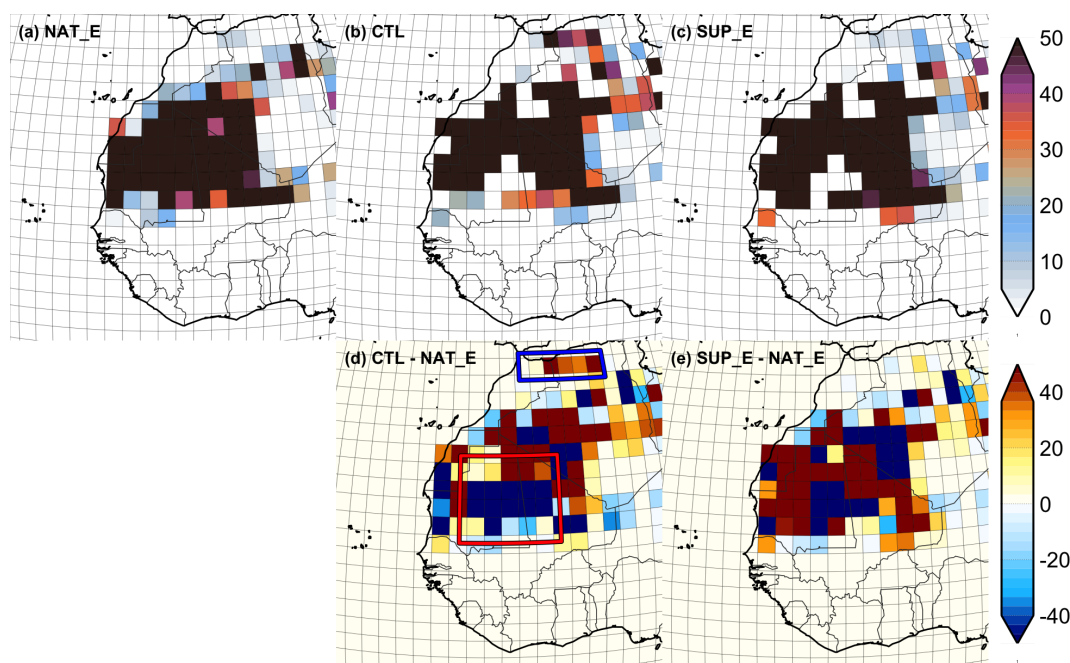 (a) NAT_E
(b) CTL
(c) SUP_E
50
40
30
20
10
0
(d) CTL - NAT_E
(e) SUP_E - NAT_E
40
20
0
-20
-40